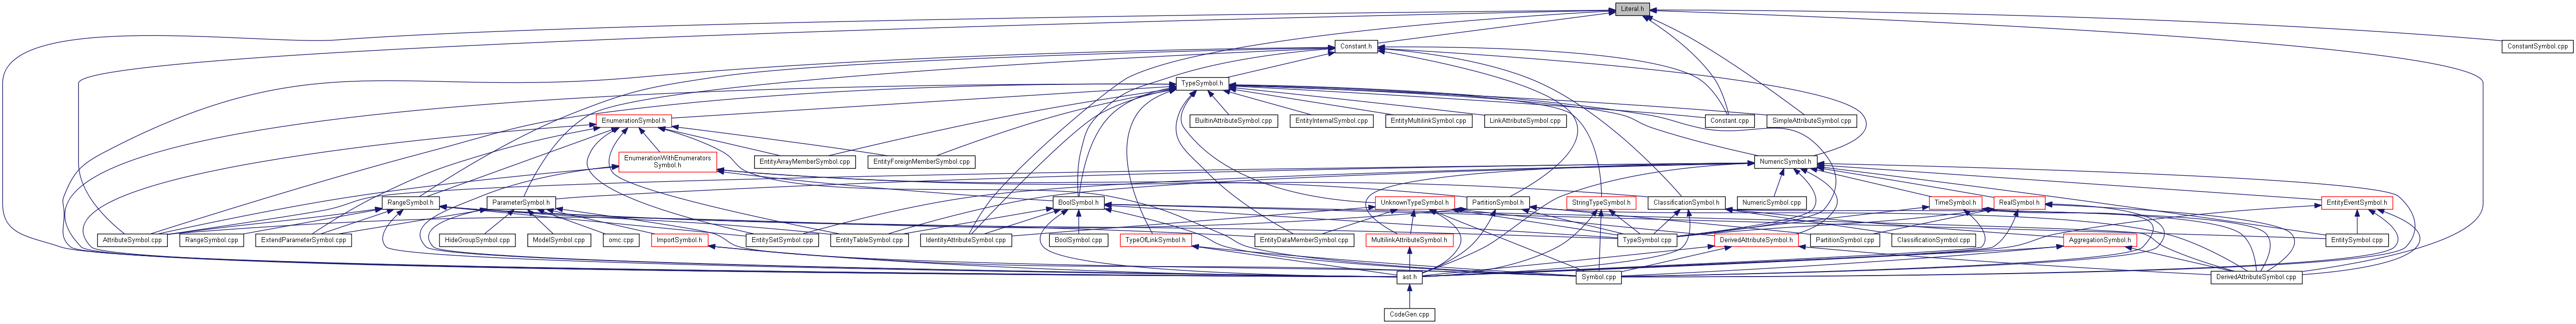 Literal.h
Constant.h
ConstantSymbol.cpp
TypeSymbol.h
EnumerationSymbol.h
BuiltinAttributeSymbol.cpp
EntityInternalSymbol.cpp
EntityMultilinkSymbol.cpp
LinkAttributeSymbol.cpp
Constant.cpp
SimpleAttributeSymbol.cpp
EnumerationWithEnumerators
Symbol.h
EntityArrayMemberSymbol.cpp
EntityForeignMemberSymbol.cpp
NumericSymbol.h
RangeSymbol.h
ParameterSymbol.h
BoolSymbol.h
UnknownTypeSymbol.h
PartitionSymbol.h
StringTypeSymbol.h
ClassificationSymbol.h
NumericSymbol.cpp
TimeSymbol.h
RealSymbol.h
EntityEventSymbol.h
AttributeSymbol.cpp
RangeSymbol.cpp
ExtendParameterSymbol.cpp
HideGroupSymbol.cpp
ModelSymbol.cpp
omc.cpp
ImportSymbol.h
EntitySetSymbol.cpp
EntityTableSymbol.cpp
IdentityAttributeSymbol.cpp
BoolSymbol.cpp
TypeOfLinkSymbol.h
EntityDataMemberSymbol.cpp
MultilinkAttributeSymbol.h
TypeSymbol.cpp
DerivedAttributeSymbol.h
PartitionSymbol.cpp
ClassificationSymbol.cpp
AggregationSymbol.h
EntitySymbol.cpp
ast.h
Symbol.cpp
DerivedAttributeSymbol.cpp
CodeGen.cpp